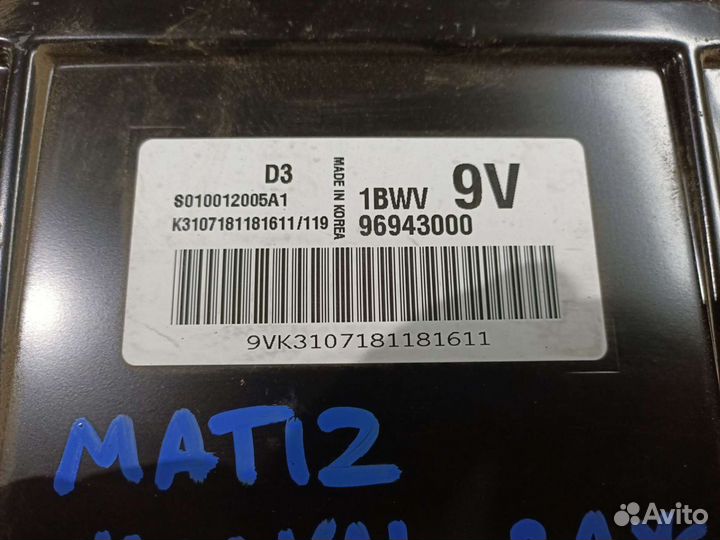 D3
S010012005A1
K3107181181611/119
MADE IN KOREA
1BWV 9V
96943000
9VK3107181181611
MATIZ
Avito